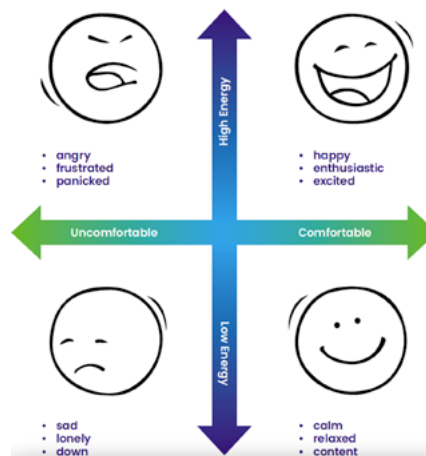 High Energy
• angry
• frustrated
• panicked
• happy
• enthusiastic
• excited
Uncomfortable
Comfortable
Low Energy
• sad
• lonely
• down
• calm
• relaxed
• content